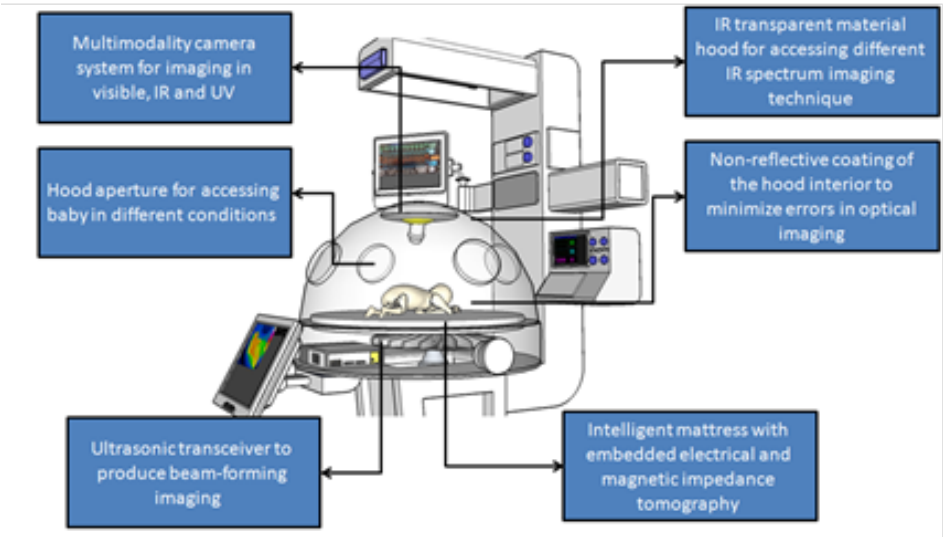 Multimodality camera
system for imaging in
visible, IR and UV
IR transparent material
hood for accessing different
IR spectrum imaging
technique
Hood aperture for accessing
baby in different conditions
Non-reflective coating of
the hood interior to
minimize errors in optical
imaging
Ultrasonic transceiver to
produce beam-forming
imaging
Intelligent mattress with
embedded electrical and
magnetic impedance
tomography